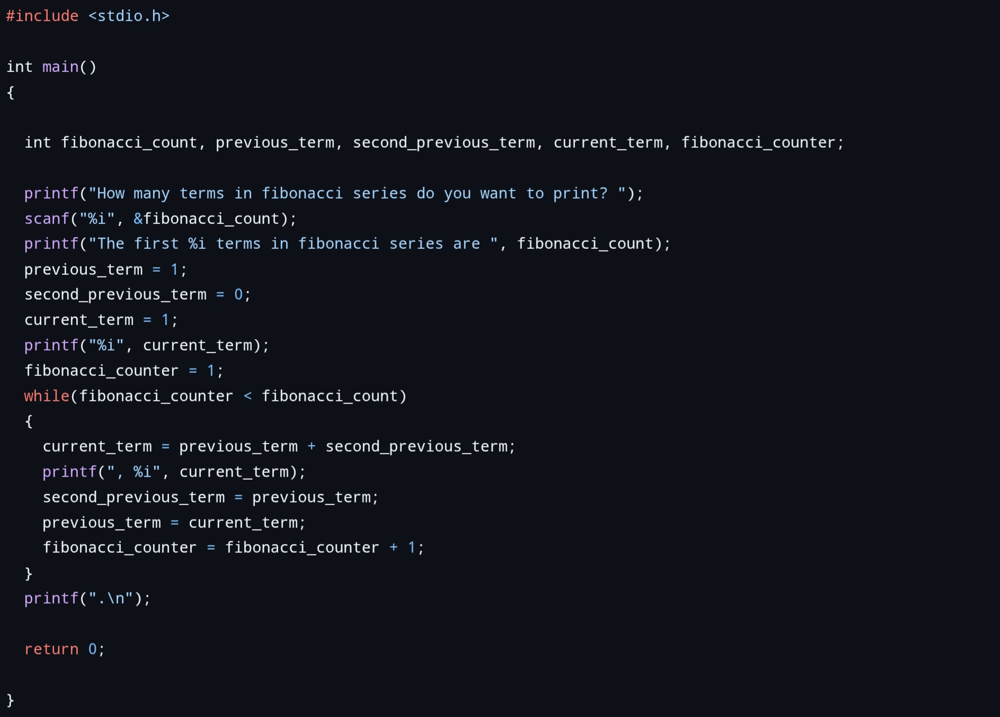 #include <stdio.h>
int main()
{
int fibonacci_count, previous_term, second_previous_term, current_term, fibonacci_counter;
printf("How many terms in fibonacci series do you want to print? ");
scanf("%i", &fibonacci_count);
printf("The first %i terms in fibonacci series are ", fibonacci_count);
previous_term = 1;
second_previous_term = 0;
current_term = 1;
printf("%i", current_term);
fibonacci_counter = 1;
while(fibonacci_counter < fibonacci_count)
{
current_term = previous_term + second_previous_term;
printf(", %i", current_term);
second_previous_term = previous_term;
previous_term = current_term;
fibonacci_counter = fibonacci_counter + 1;
}
printf(".\n");
return 0;
}